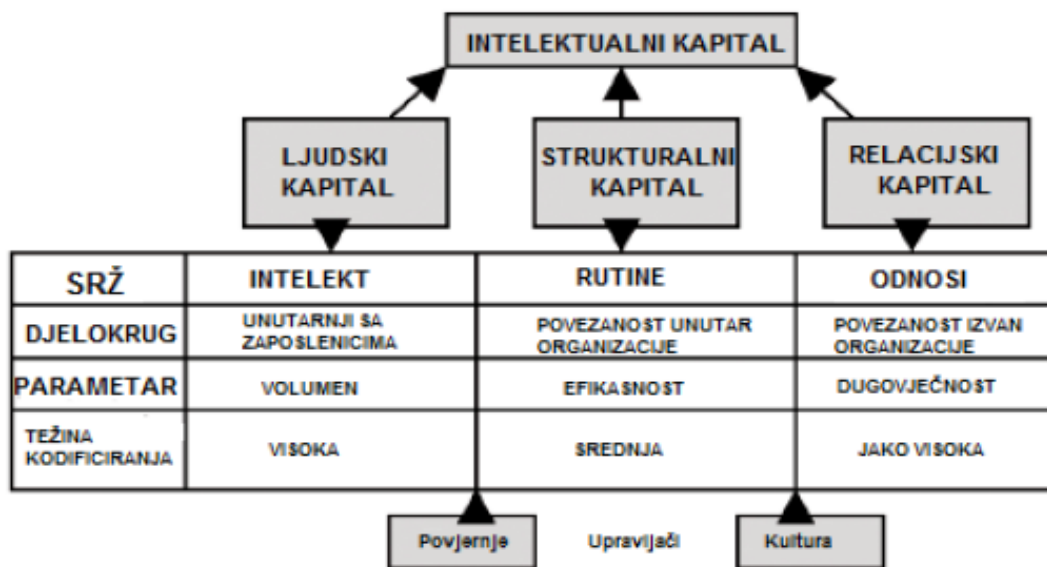 INTELEKTUALNI KAPITAL
LJUDSKI
KAPITAL
STRUKTURALNI
KAPITAL
RELACIJSKI
KAPITAL
SRŽ
INTELEKT
RUTINE
ODNOSI
DJELOKRUG
UNUTARNJI SA
ZAPOSLENICIMA
POVEZANOST UNUTAR
ORGANIZACIJE
POVEZANOST IZVAN
ORGANIZACIJE
PARAMETAR
VOLUMEN
EFIKASNOST
DUGOVJEČNOST
TEŽINA
KODIFICIRANJA
VISOKA
SREDNJA
JAKO VISOKA
Povjernje
Upravijači
Kultura